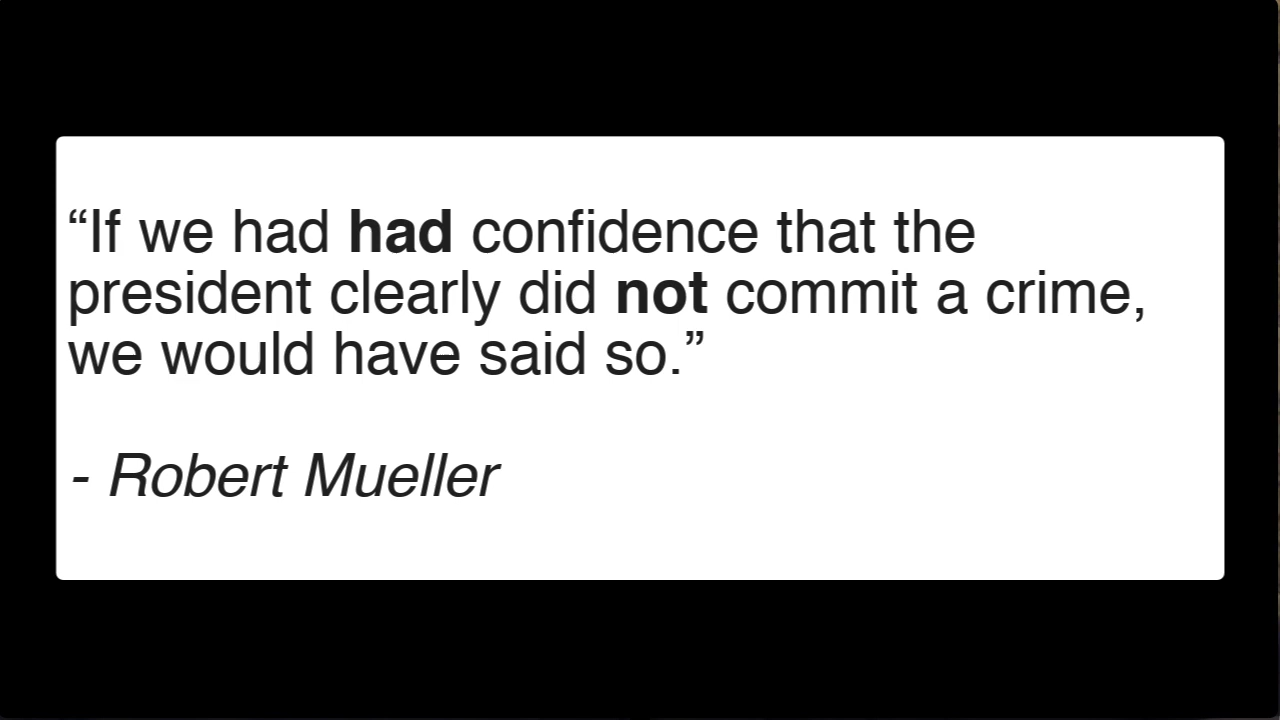 “If we had had confidence that the
president clearly did not commit a crime,
we would have said so.”
- Robert Mueller